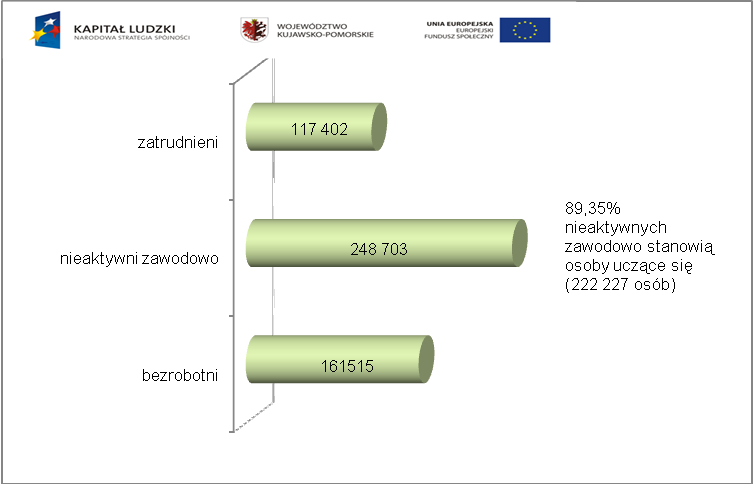 KAPITAŁ LUDZKI
NARODOWA STRATEGIA SPÓJNOŚCI
WOJEWÓDZTWO
KUJAWSKO-POMORSKIE
UNIA EUROPEJSKA
EUROPEJSKI
FUNDUSZ SPOŁECZNY
zatrudnieni
117 402
nieaktywni zawodowo
248 703
89,35%
nieaktywnych
zawodowo stanowią
osoby uczące się
(222 227 osób)
bezrobotni
161515